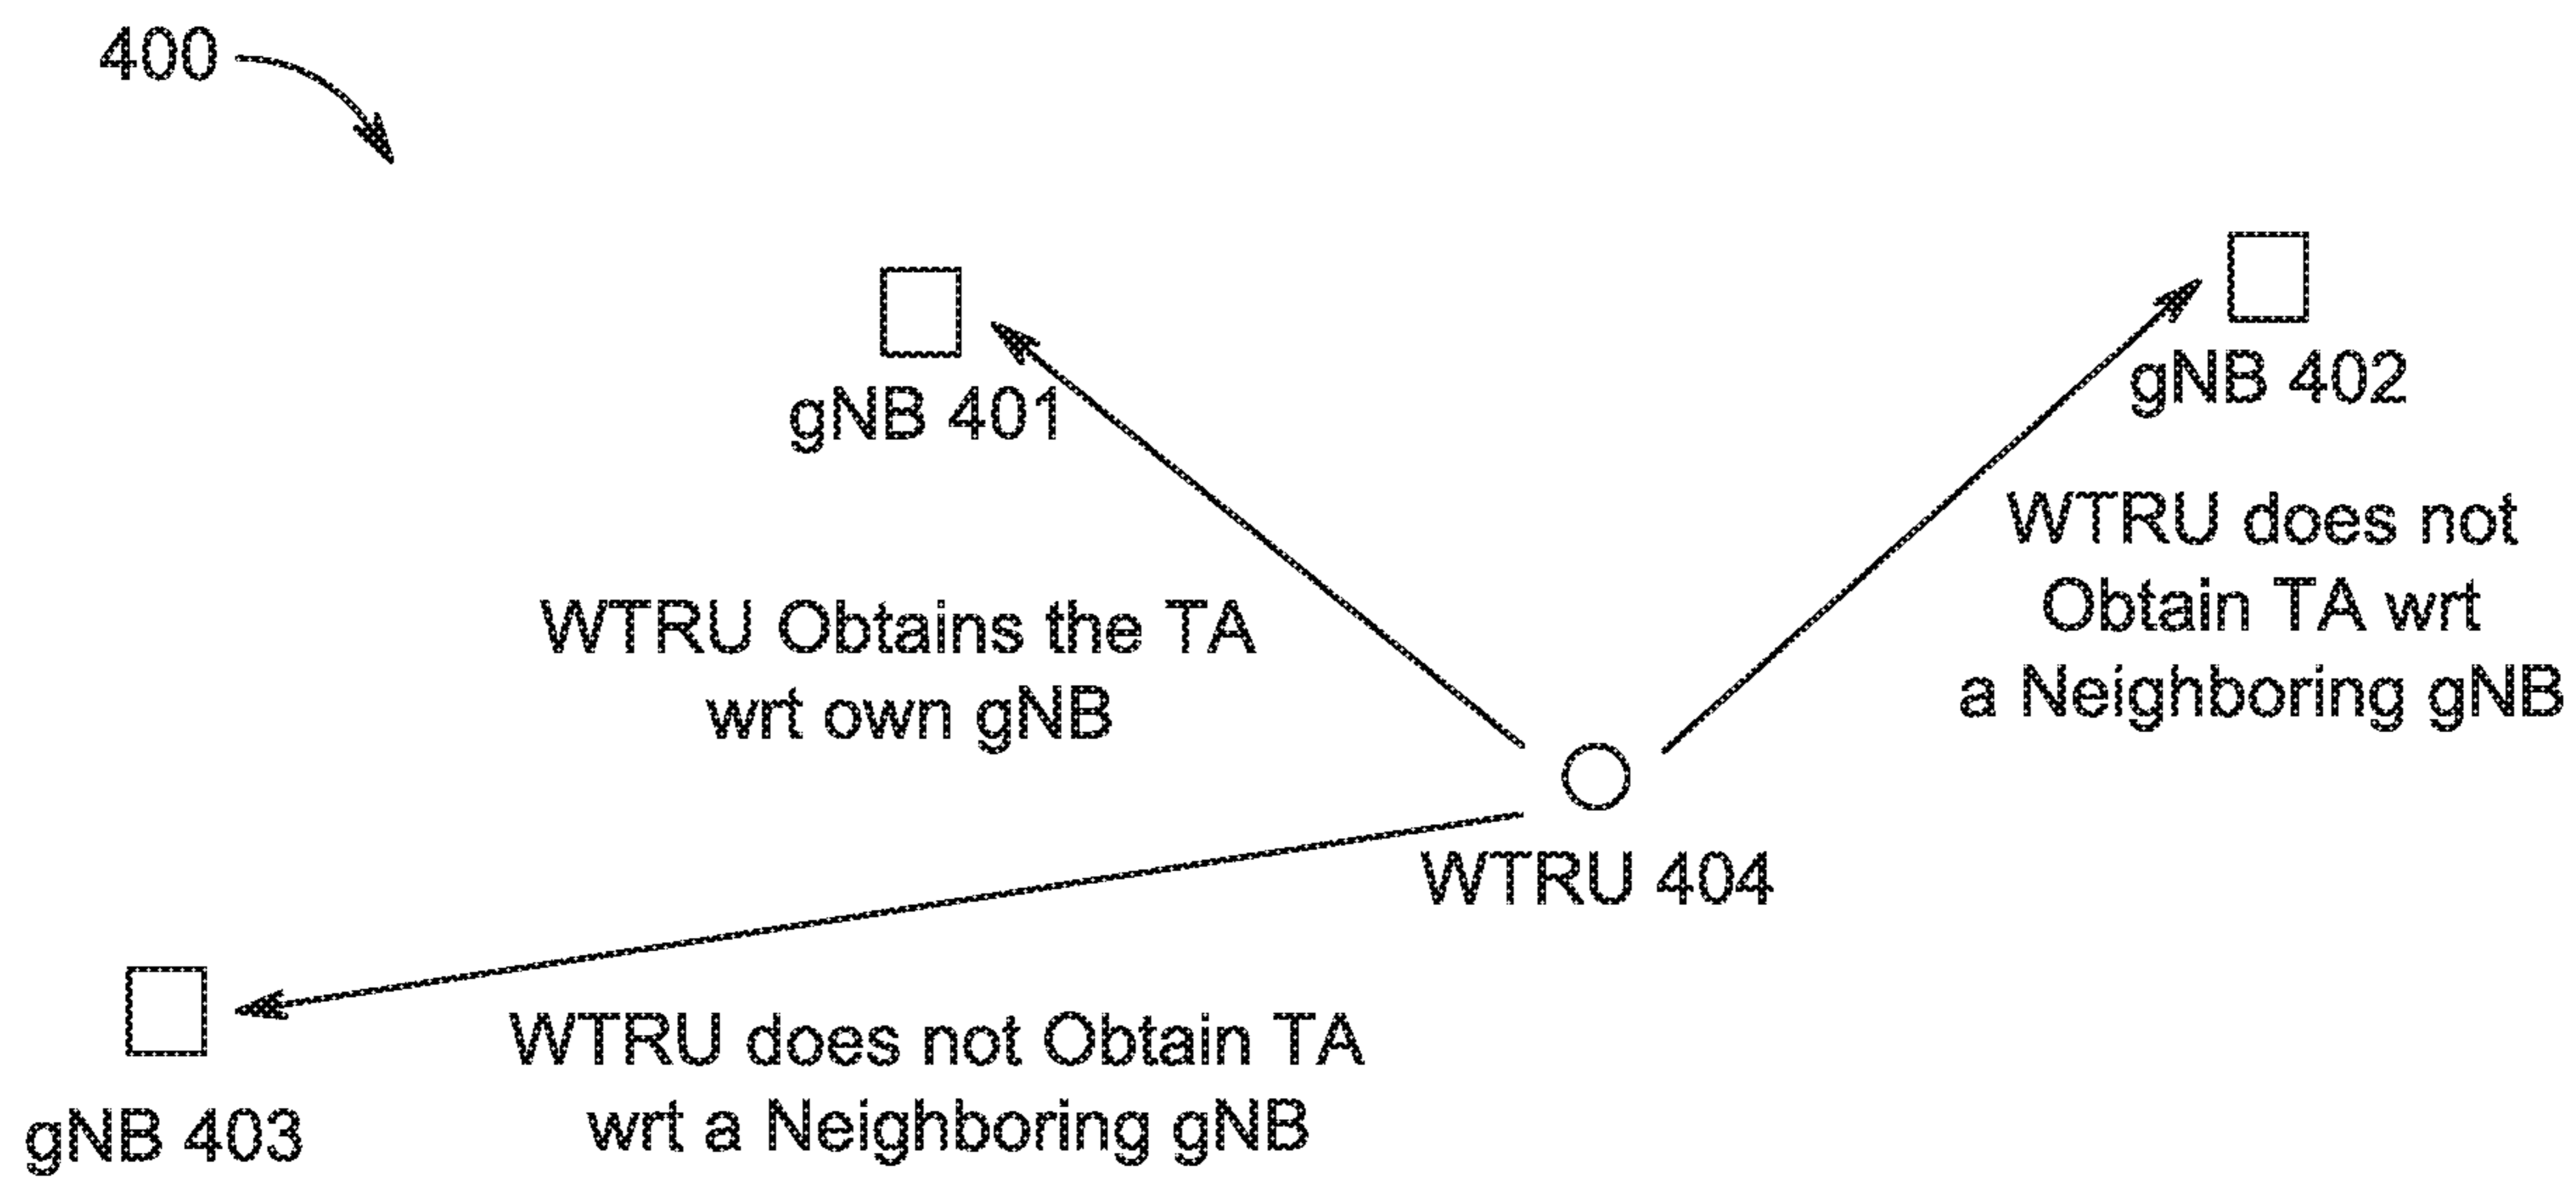 400
gNB 401
gNB 402
WTRU does not
Obtain TA wrt
a Neighboring gNB
WTRU Obtains the TA
wrt own gNB
WTRU 404
gNB 403
WTRU does not Obtain TA
wrt a Neighboring gNB